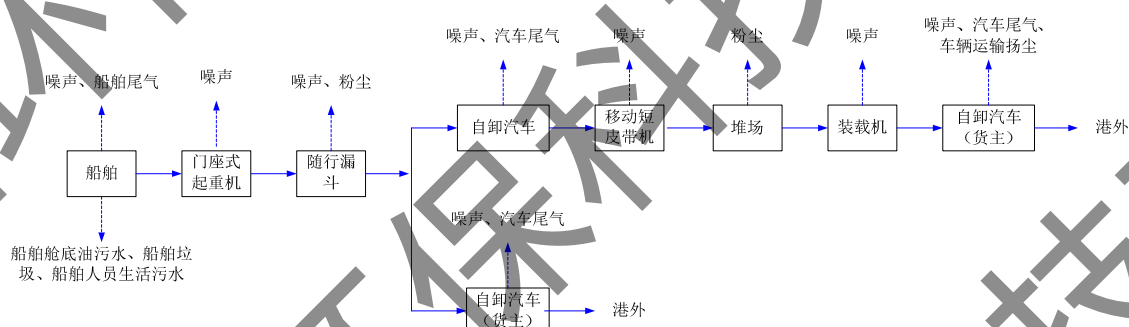 噪声、汽车尾气、
车辆运输扬尘
噪声、汽车尾气
噪声
粉尘
噪声
噪声、船舶尾气
噪声
噪声、粉尘
自卸汽车
移动短
皮带机
堆场
装载机
自卸汽车
（货主）
港外
船舶
门座式
起重机
随行漏
斗
噪声、汽车尾气
船舶舱底油污水、船舶垃
圾、船舶人员生活污水
自卸汽车
（货主）
港外
保科技